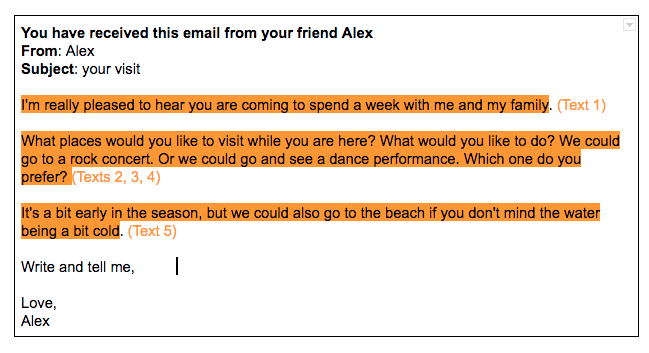 You have received this email from your friend Alex
From: Alex
Subject: your visit
I'm really pleased to hear you are coming to spend a week with me and my family. (Text 1)
What places would you like to visit while you are here? What would you like to do? We could
go to a rock concert. Or we could go and see a dance performance. Which one do you
prefer? (Texts 2, 3, 4)
It's a bit early in the season, but we could also go to the beach if you don't mind the water
being a bit cold. (Text 5)
Write and tell me,
Love,
Alex